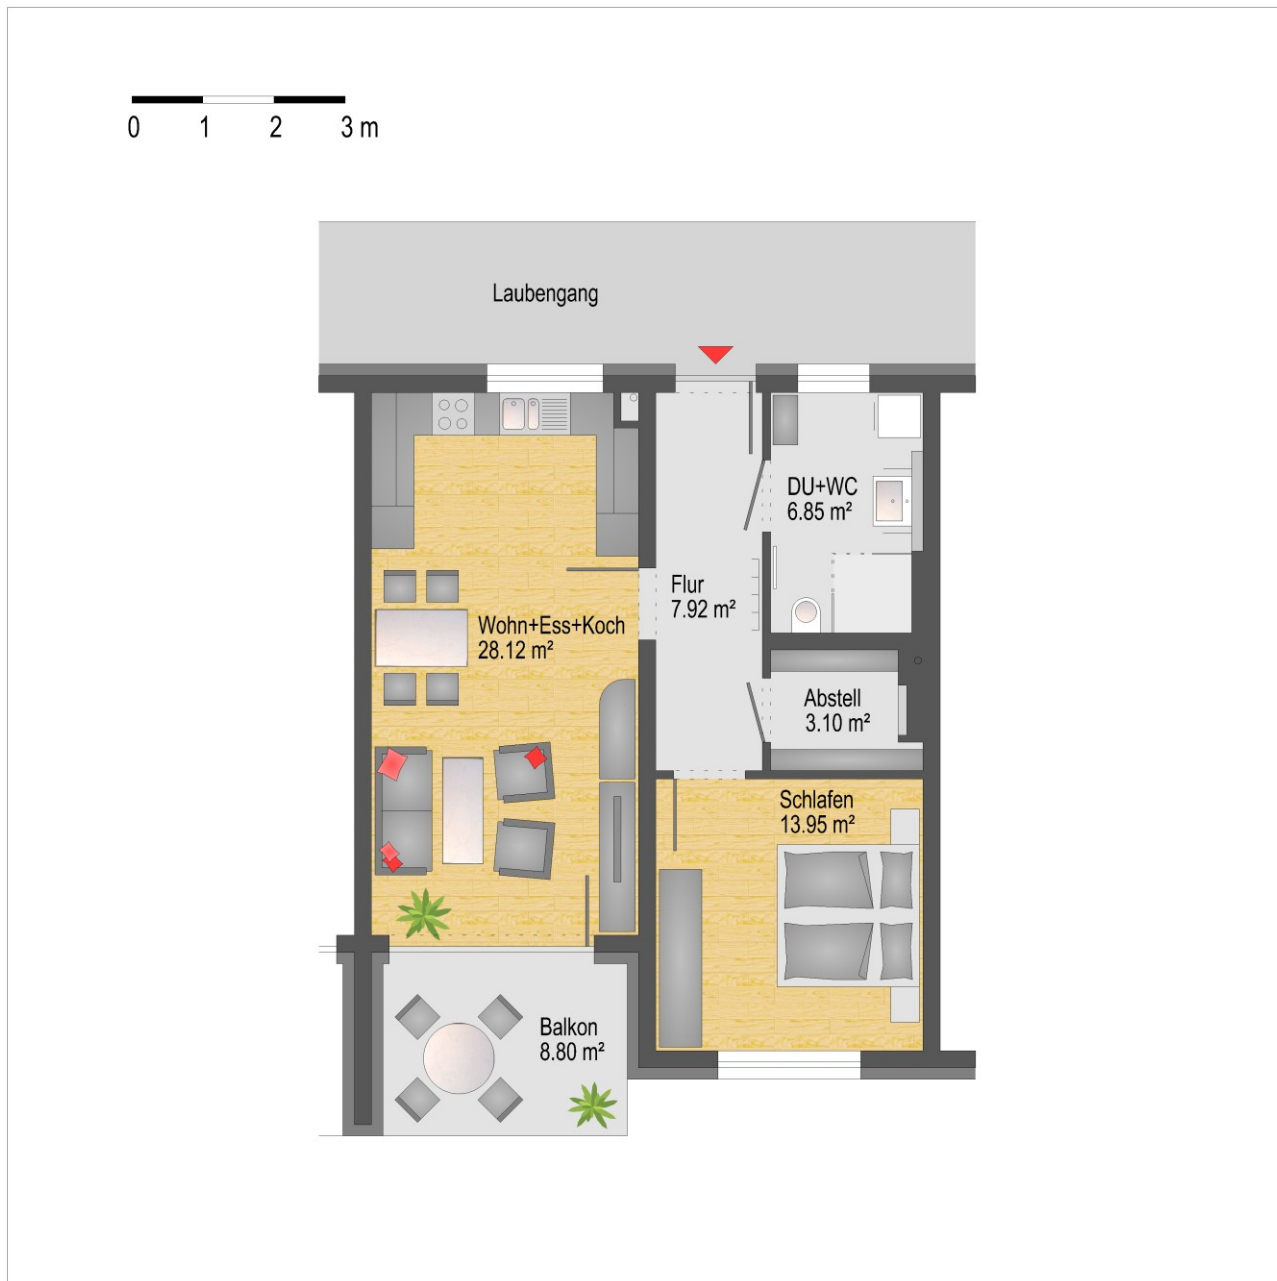 0 1 2 3 m
Laubengang
DU+WC
6.85 m²
Flur
7.92 m²
Wohn+Ess+Koch
28.12 m²
Abstell
3.10 m²
Schlafen
13.95 m²
Balkon
8.80 m²